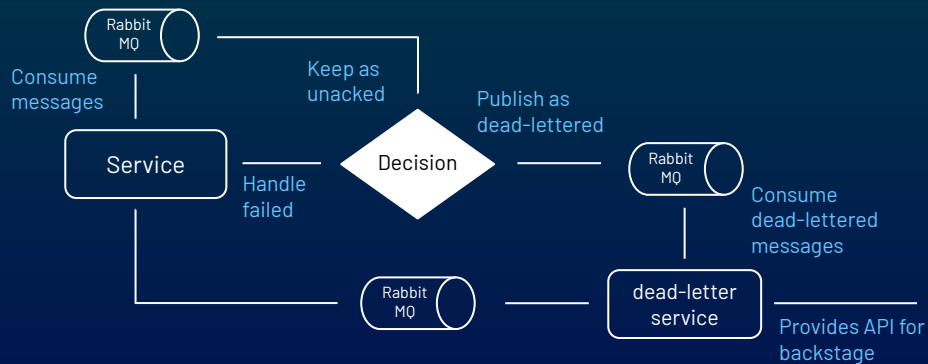 Rabbit
MQ
Consume
messages
Keep as
unacked
Publish as
dead-lettered
Service
Decision
Handle
failed
Rabbit
MQ
Consume
dead-lettered
messages
Rabbit
MQ
dead-letter
service
Provides API for
backstage